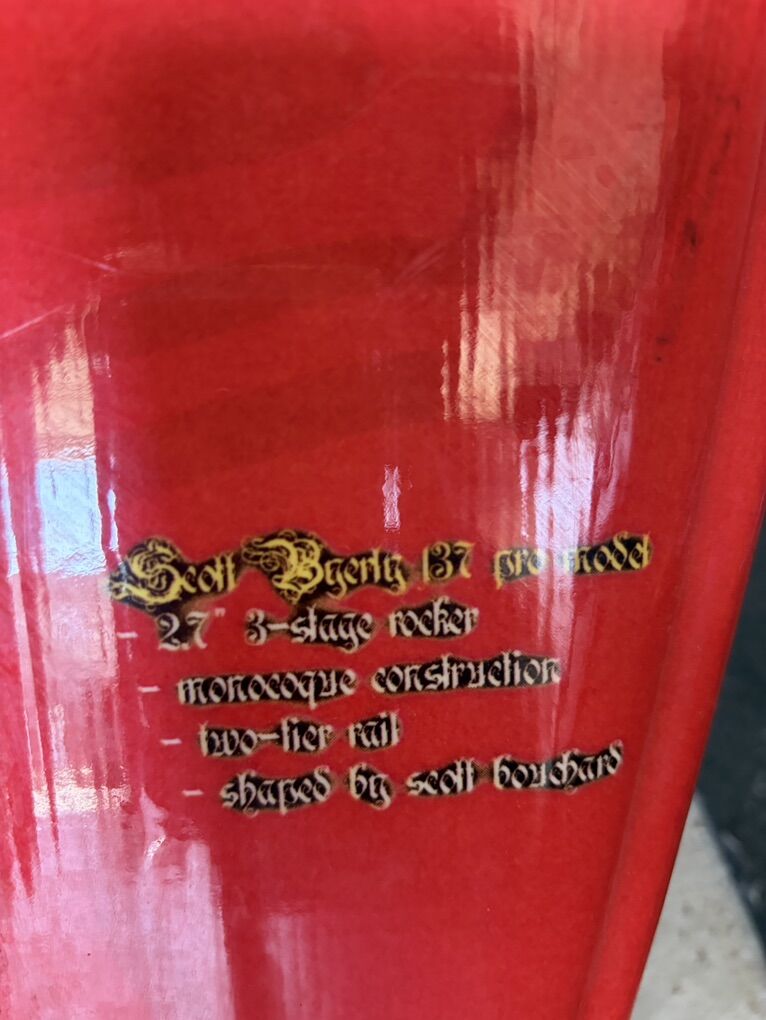 Scott Byerly 137 pro model
- 2.7" 3-stage rocker
- monocoque construction
- two-tier rail
- shaped by scott bouchard